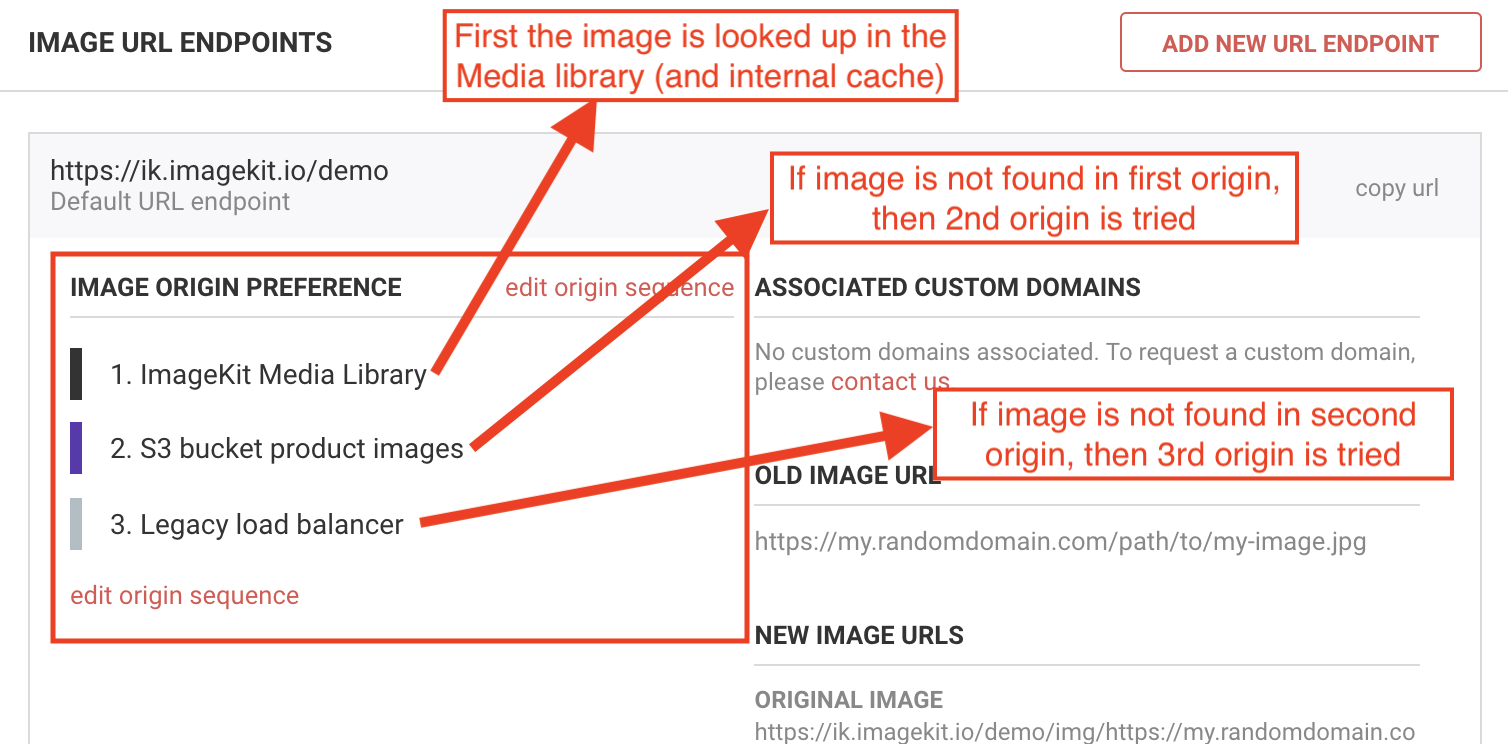 IMAGE URL ENDPOINTS
First the image is looked up in the
Media library (and internal cache)
ADD NEW URL ENDPOINT
https://ik.imagekit.io/demo
Default URL endpoint
If image is not found in first origin,
then 2nd origin is tried
copy url
IMAGE ORIGIN PREFERENCE
edit origin sequence
1. ImageKit Media Library
2. S3 bucket product images
3. Legacy load balancer
edit origin sequence
ASSOCIATED CUSTOM DOMAINS
No custom domains associated. To request a custom domain,
please contact us
If image is not found in second
origin, then 3rd origin is tried
OLD IMAGE URL
https://my.randomdomain.com/path/to/my-image.jpg
NEW IMAGE URLS
ORIGINAL IMAGE
https://ik.imagekit.io/demo/img/https://my.randomdomain.co